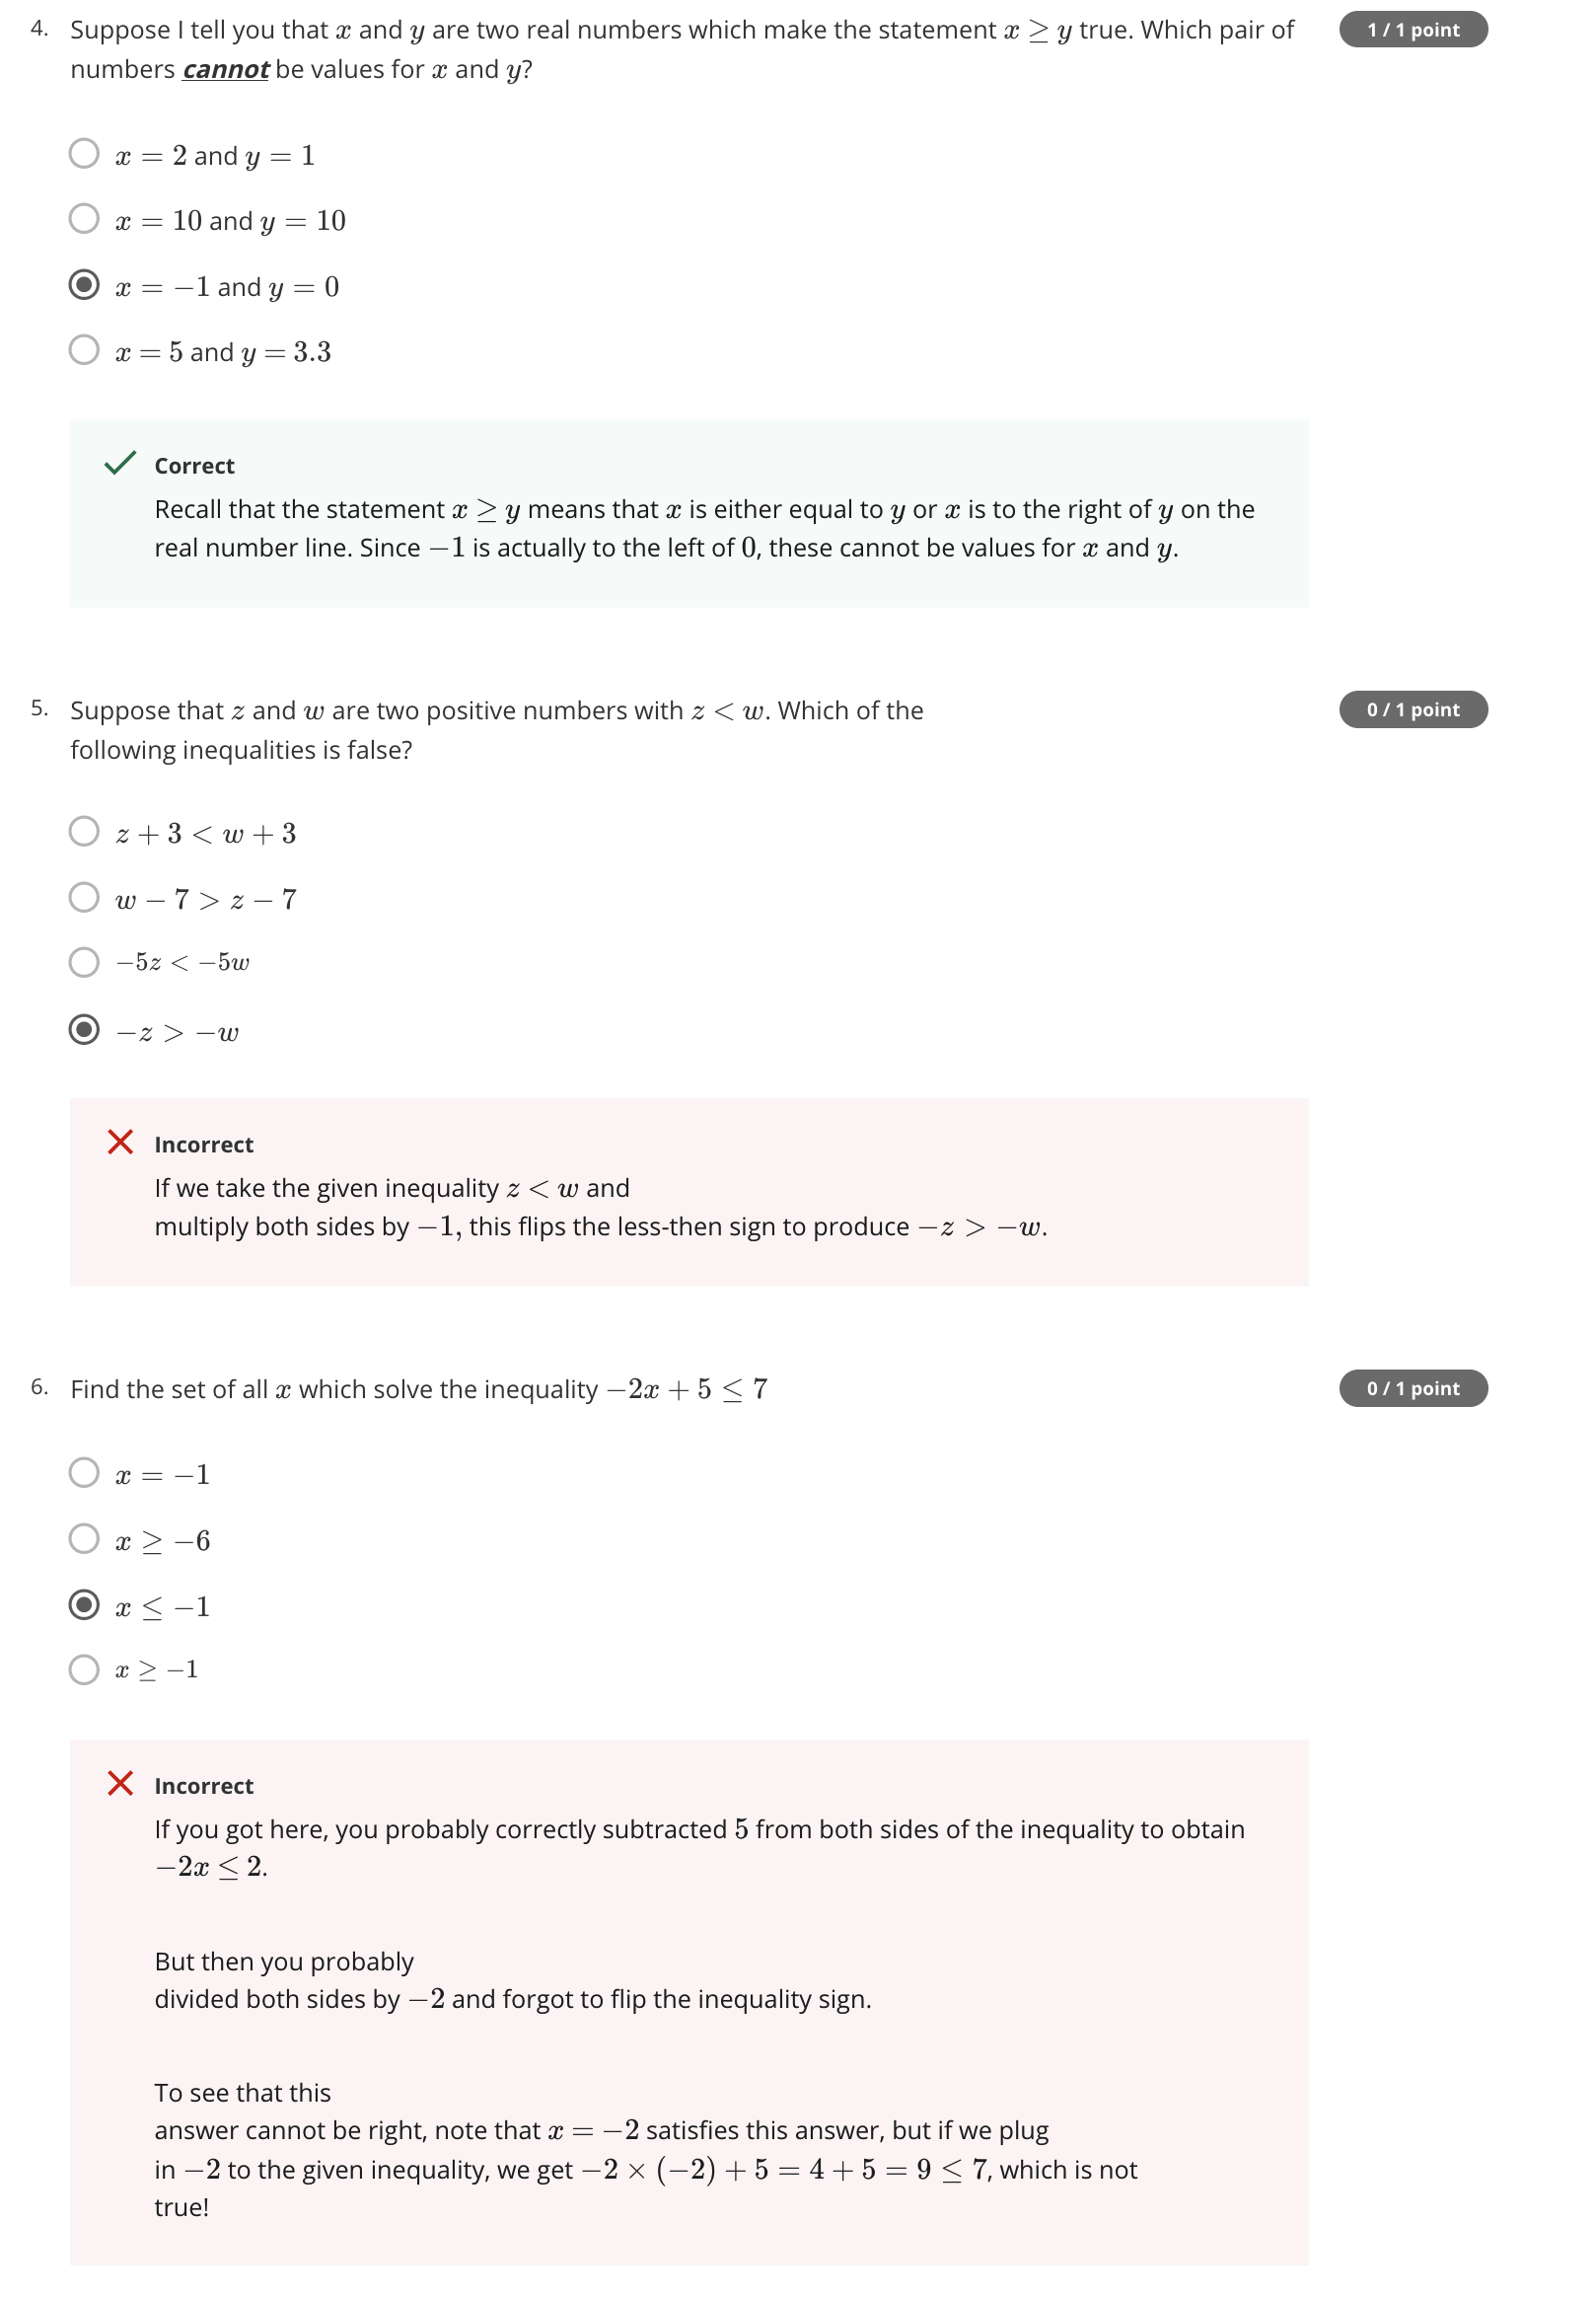 4. Suppose I tell you that x and y are two real numbers which make the statement x ≥ y true. Which pair of 1 / 1 point
numbers cannot be values for x and y?
x = 2 and y = 1
x = 10 and y = 10
x = −1 and y = 0
x = 5 and y = 3.3
Correct
Recall that the statement x ≥ y means that x is either equal to y or x is to the right of y on the
real number line. Since −1 is actually to the left of 0, these cannot be values for x and y.
5. Suppose that z and w are two positive numbers with z < w. Which of the 0 / 1 point
following inequalities is false?
z + 3 < w + 3
w − 7 > z − 7
−5z < −5w
−z > −w
Incorrect
If we take the given inequality z < w and
multiply both sides by −1, this flips the less-then sign to produce −z > −w.
6. Find the set of all x which solve the inequality −2x + 5 ≤ 7 0 / 1 point
x = −1
x ≥ −6
x ≤ −1
x ≥ −1
Incorrect
If you got here, you probably correctly subtracted 5 from both sides of the inequality to obtain
−2x ≤ 2.
But then you probably
divided both sides by −2 and forgot to flip the inequality sign.
To see that this
answer cannot be right, note that x = −2 satisfies this answer, but if we plug
in −2 to the given inequality, we get −2 × (−2) + 5 = 4 + 5 = 9 ≤ 7, which is not
true!